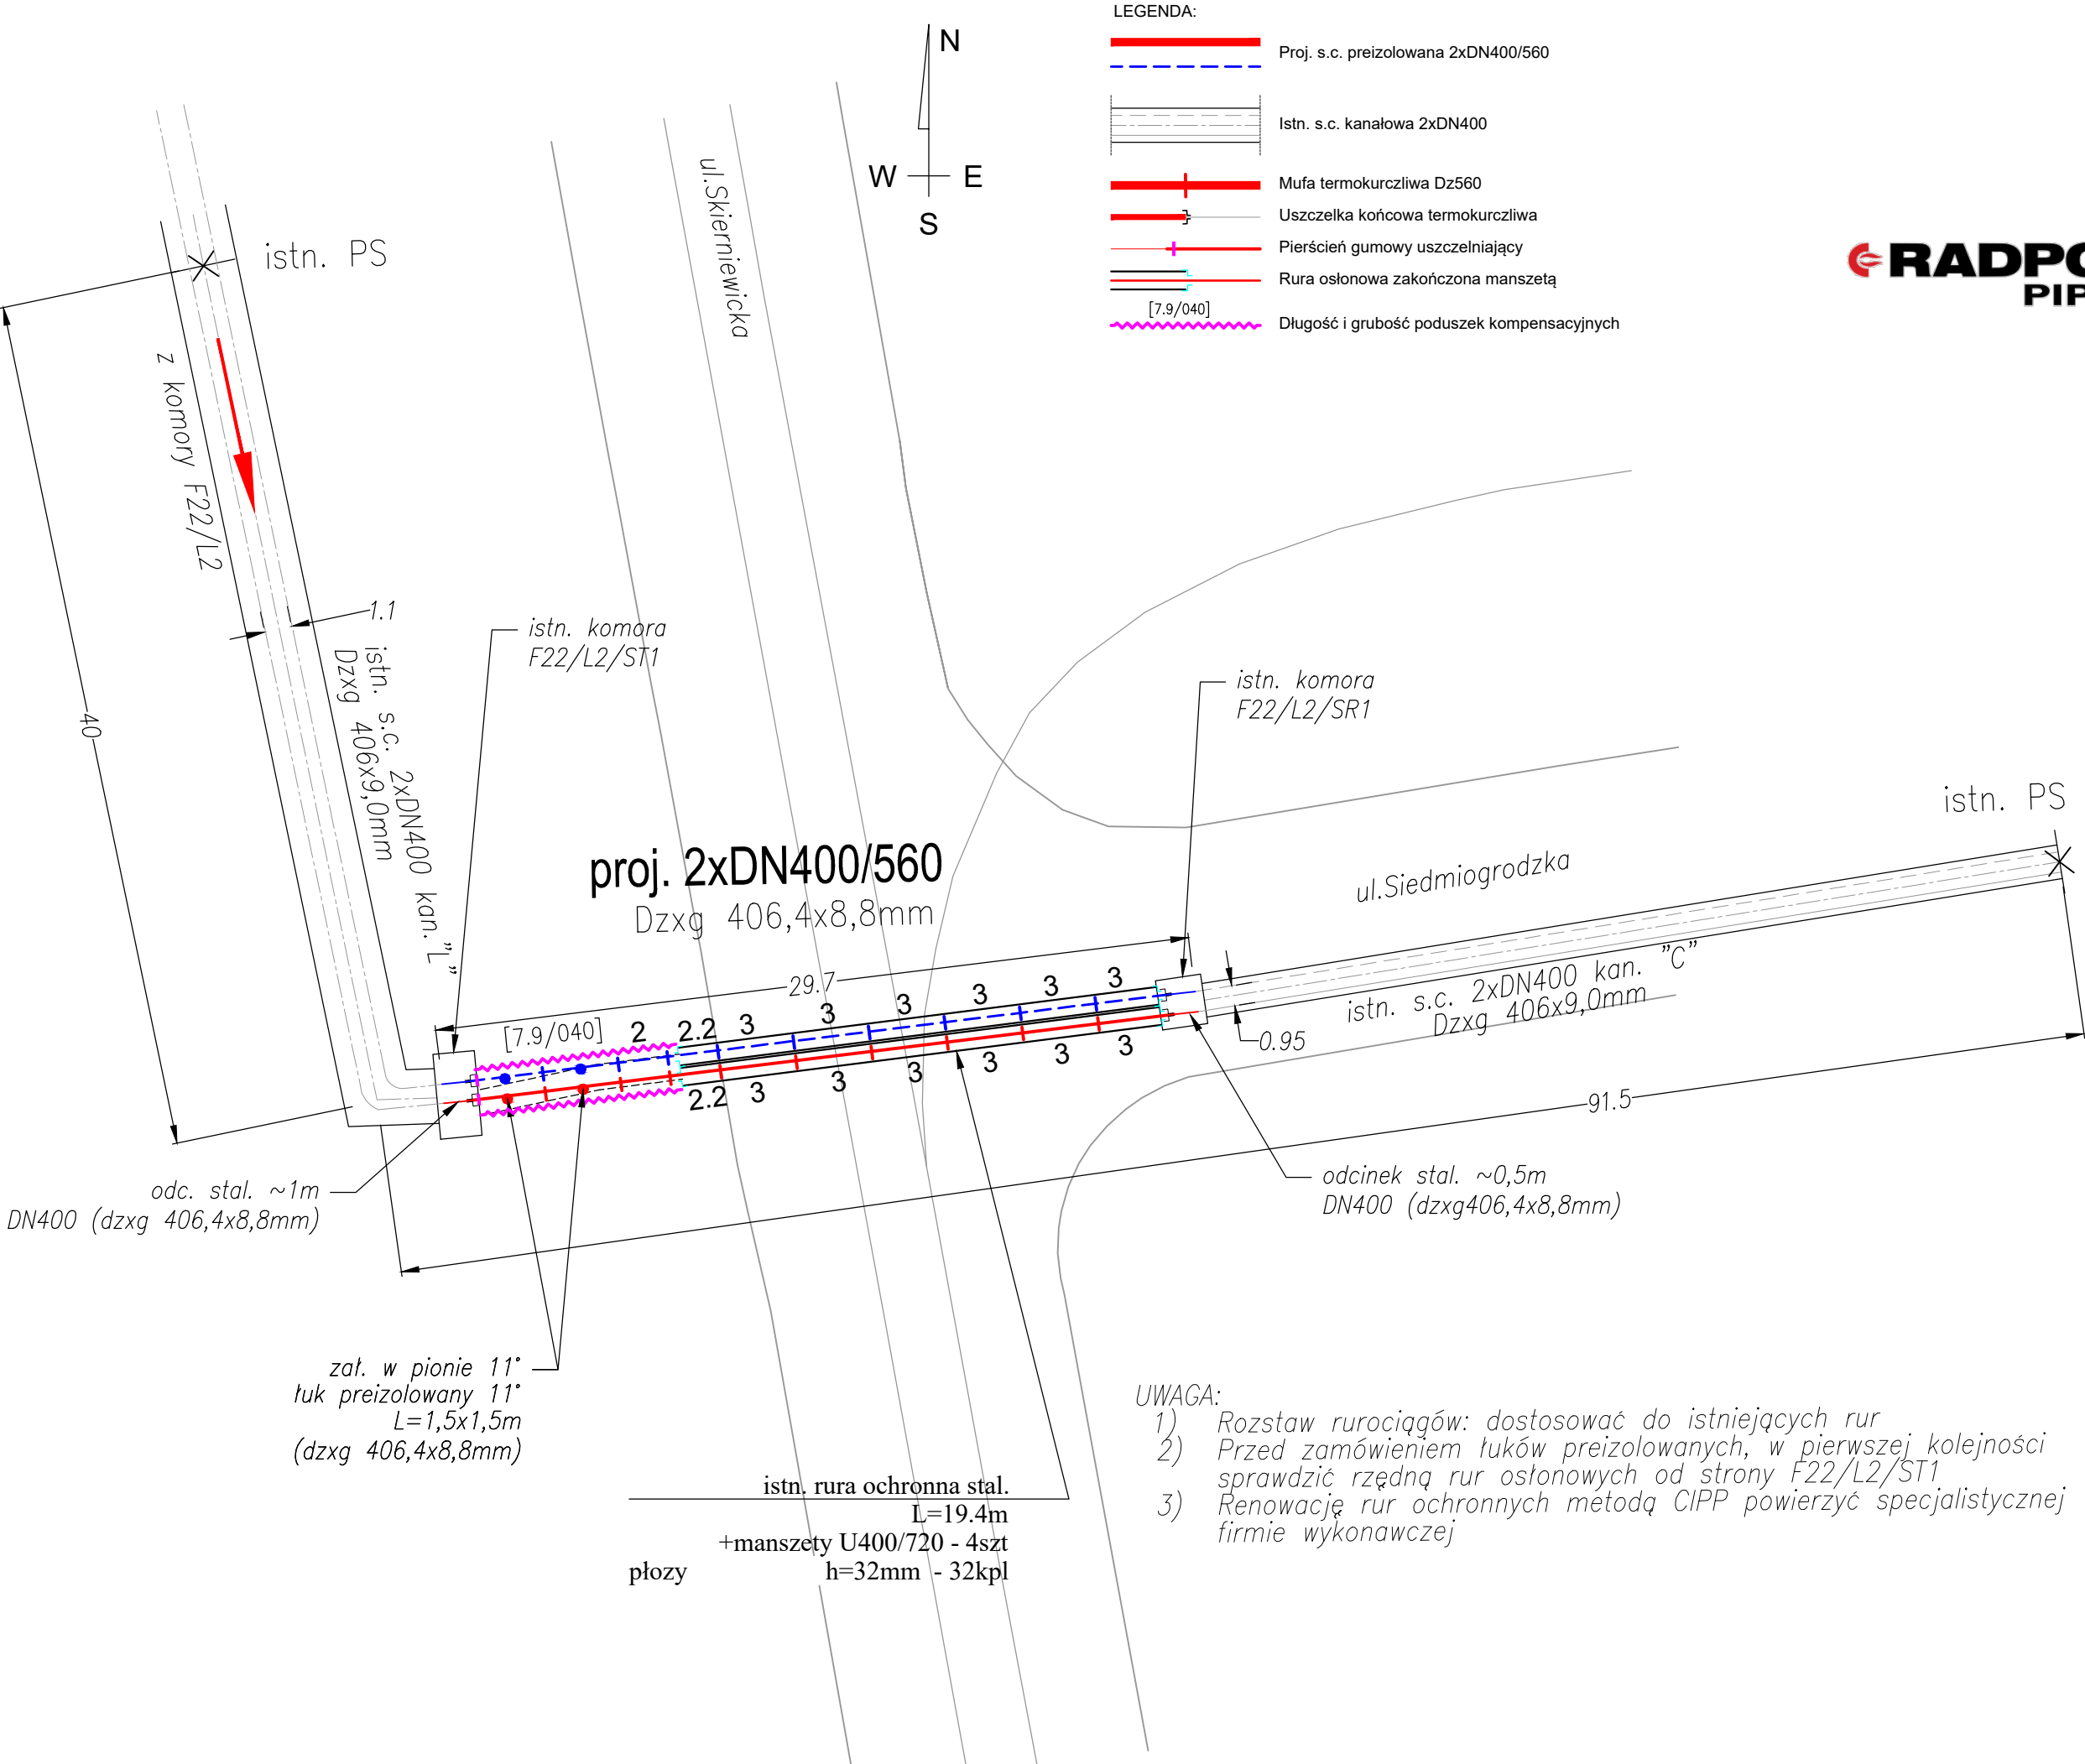 LEGENDA:
Proj. s.c. preizolowana 2xDN400/560
Istn. s.c. kanałowa 2xDN400
Mufa termokurczliwa Dz560
Uszczelka końcowa termokurczliwa
Pierścień gumowy uszczelniający
Rura osłonowa zakończona manszetą
[7.9/040]
Długość i grubość poduszek kompensacyjnych
N
W E
S
RADPO
PIP
istn. PS
ul.Skierniewicka
z komory F22/L2
1.1
istn. s.c. 2xDN400 kan."L"
Dzxg 406x9,0mm
40
istn. komora
F22/L2/ST1
istn. komora
F22/L2/SR1
istn. PS
ul.Siedmiogrodzka
proj. 2xDN400/560
Dzxg 406,4x8,8mm
29.7
[7.9/040]
2 2.2 3 3 3 3 3 3
2.2 3 3 3 3 3 3
istn. s.c. 2xDN400 kan. "C"
Dzxg 406x9,0mm
0.95
91.5
odc. stal. ~1m
DN400 (dzxg 406,4x8,8mm)
odcinek stal. ~0,5m
DN400 (dzxg406,4x8,8mm)
zał. w pionie 11°
łuk preizolowany 11°
L=1,5x1,5m
(dzxg 406,4x8,8mm)
istn. rura ochronna stal.
L=19.4m
+manszety U400/720 - 4szt
płozy h=32mm - 32kpl
UWAGA:
1) Rozstaw rurociągów: dostosować do istniejących rur
2) Przed zamówieniem łuków preizolowanych, w pierwszej kolejności
sprawdzić rzędną rur osłonowych od strony F22/L2/ST1
3) Renowację rur ochronnych metodą CIPP powierzyć specjalistycznej
firmie wykonawczej